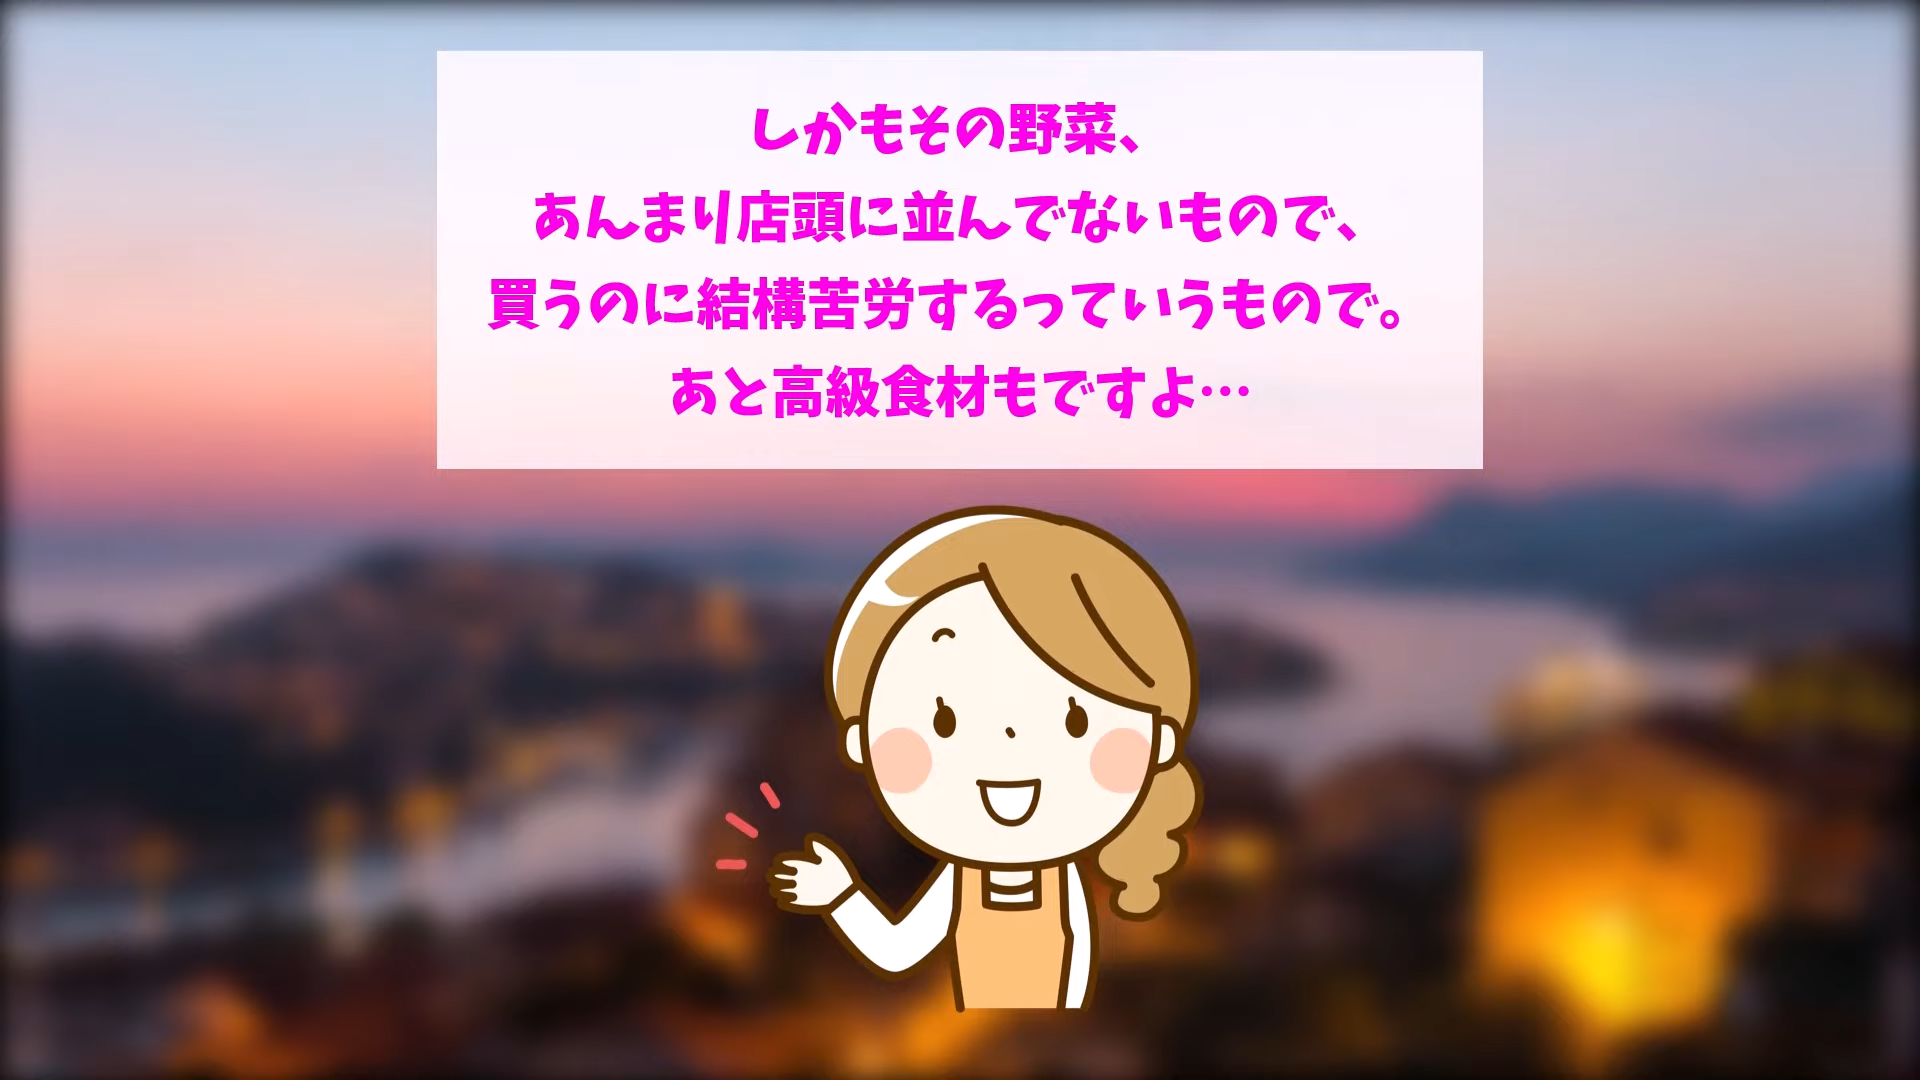 しかもその野菜、
あんまり店頭に並んでないもので、
買うのに結構苦労するっていうもので。
あと高級食材もですよ…